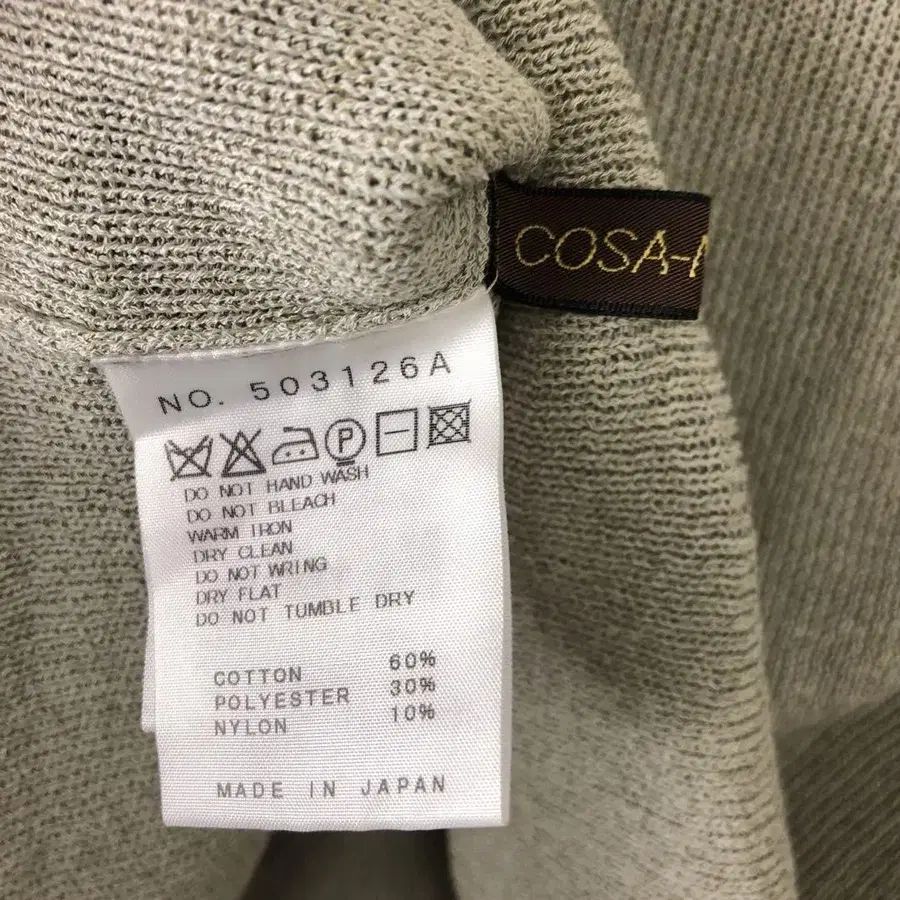 COSA-
NO. 503126A
P
DO NOT HAND WASH
DO NOT BLEACH
WARM IRON
DRY CLEAN
DO NOT WRING
DRY FLAT
DO NOT TUMBLE DRY
COTTON 60%
POLYESTER 30%
NYLON 10%
MADE IN JAPAN